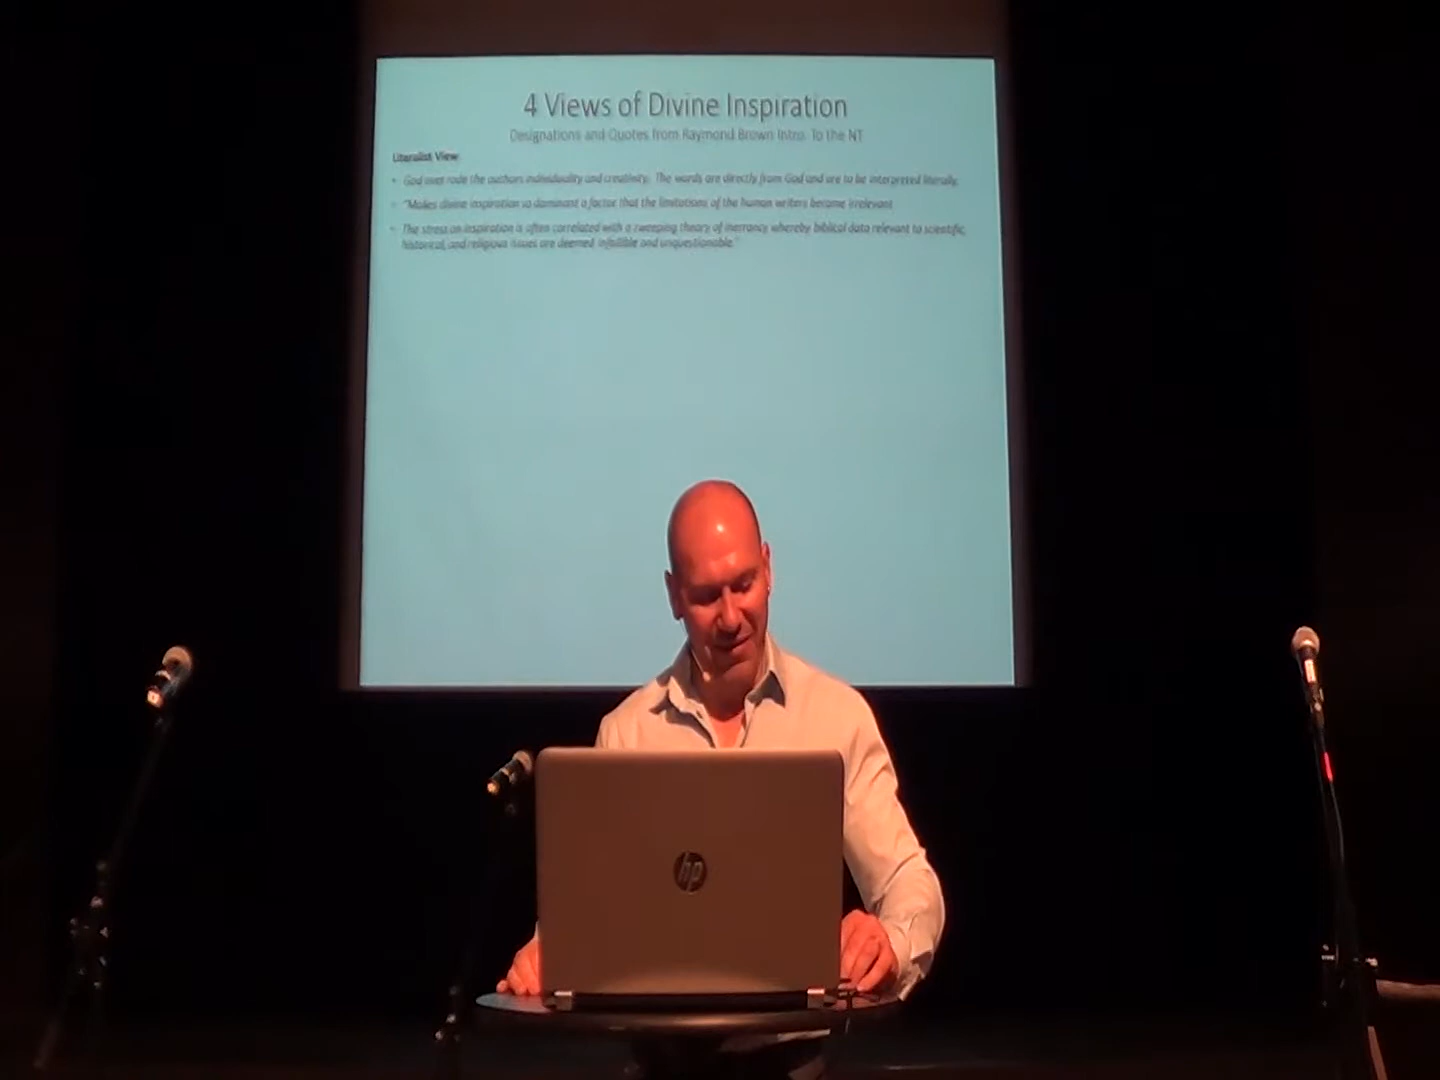 4 Views of Divine Inspiration
Designations and Quotes from Raymond Brown Intro. To the NT
Literalist View
• God over rode the authors individuality and creativity. The words are directly from God and are to be interpreted literally.
• "Makes divine inspiration so dominant a factor that the limitations of the human writers become irrelevant
• The stress on inspiration is often correlated with a sweeping theory of inerrancy whereby biblical data relevant to scientific,
historical, and religious issues are deemed infallible and unquestionable."
hp